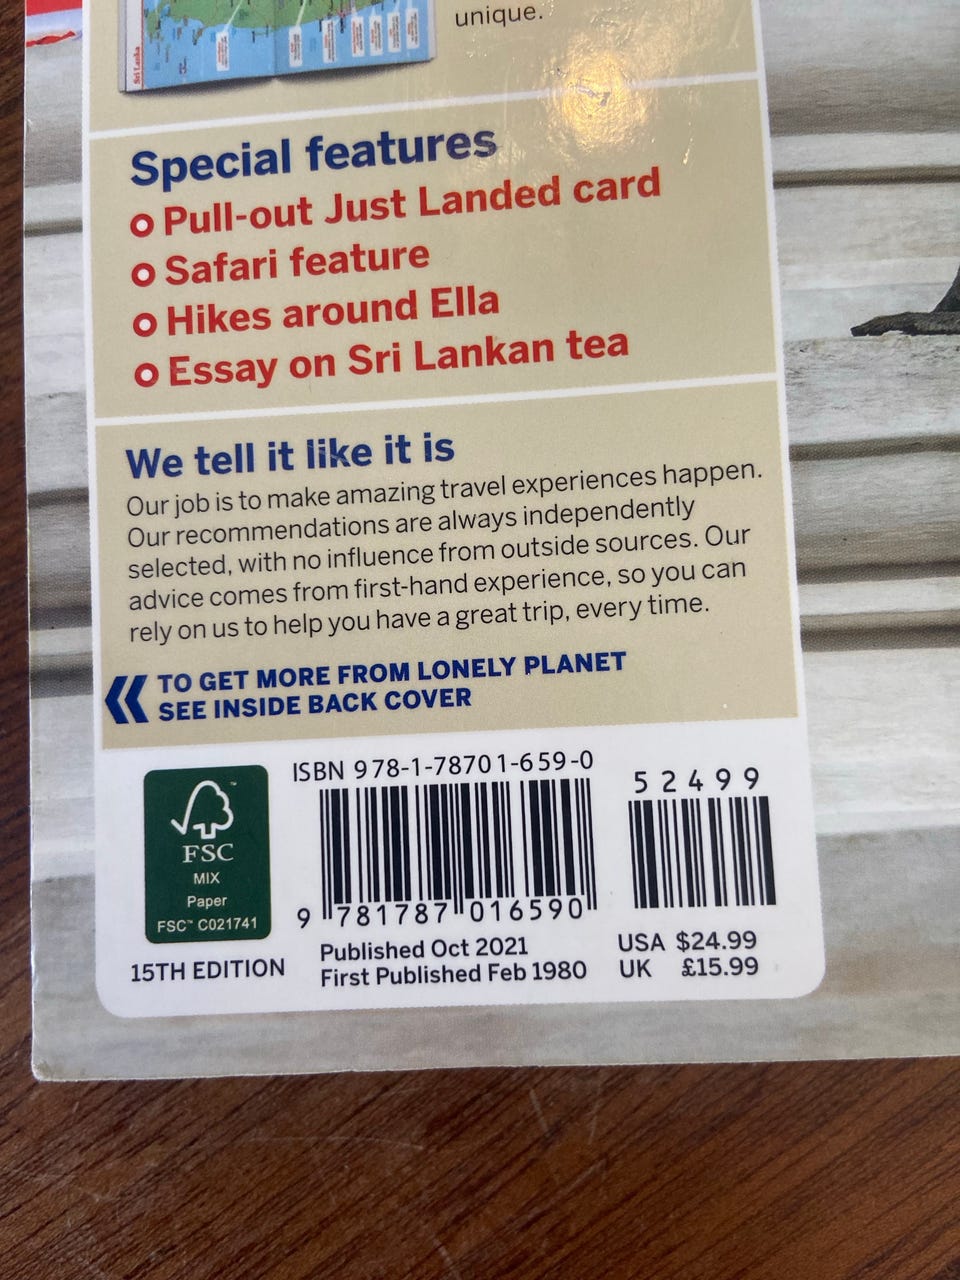 unique.
Sri Lanka
Special features
Pull-out Just Landed card
Safari feature
Hikes around Ella
Essay on Sri Lankan tea
We tell it like it is
Our job is to make amazing travel experiences happen.
Our recommendations are always independently
selected, with no influence from outside sources. Our
advice comes from first-hand experience, so you can
rely on us to help you have a great trip, every time.
TO GET MORE FROM LONELY PLANET
SEE INSIDE BACK COVER
ISBN 978-1-78701-659-0
52499
FSC
MIX
Paper
FSC™ C021741
9 781787 016590
15TH EDITION
Published Oct 2021
First Published Feb 1980
USA $24.99
UK £15.99